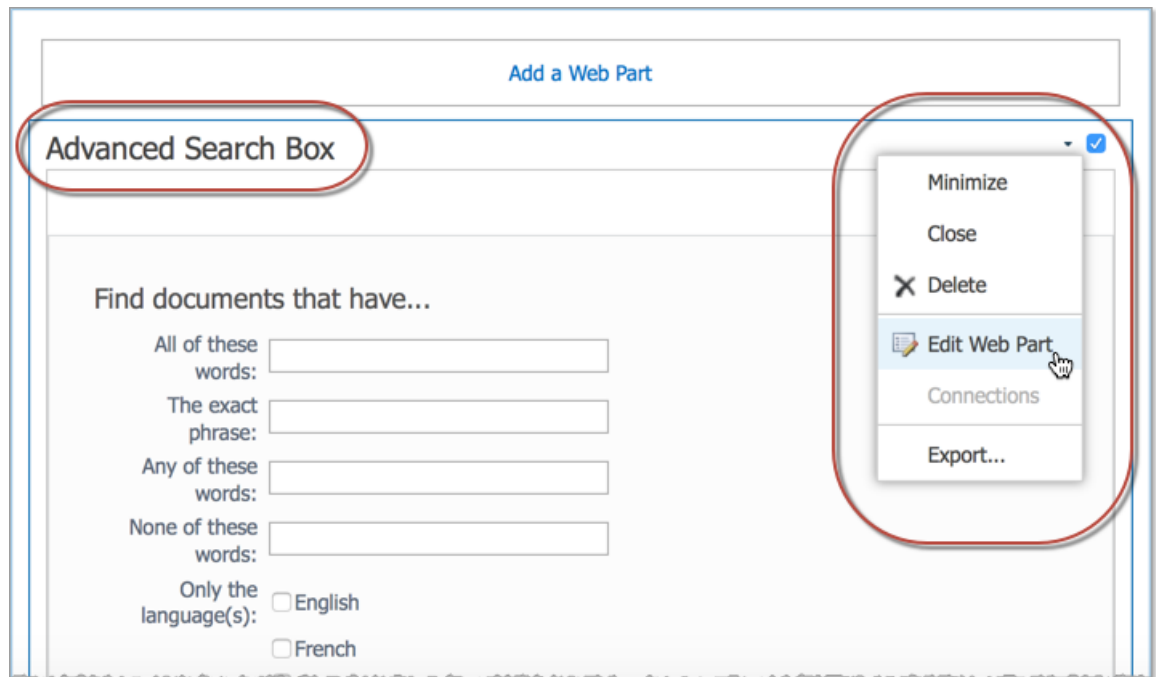 Add a Web Part
Advanced Search Box
Minimize
Close
Delete
Edit Web Part
Connections
Export...
Find documents that have...
All of these
words:
The exact
phrase:
Any of these
words:
None of these
words:
Only the
language(s):
English
French